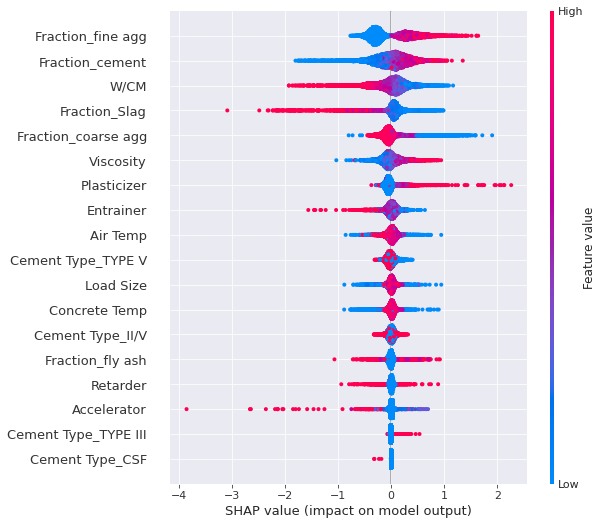 High
Fraction_fine agg
Fraction_cement
W/CM
Fraction_Slag
Fraction_coarse agg
Viscosity
Plasticizer
Entrainer
Air Temp
Cement Type_TYPE V
Load Size
Concrete Temp
Cement Type_II/V
Fraction_fly ash
Retarder
Accelerator
Cement Type_TYPE III
Cement Type_CSF
Feature value
Low
−4 −3 −2 −1 0 1 2
SHAP value (impact on model output)